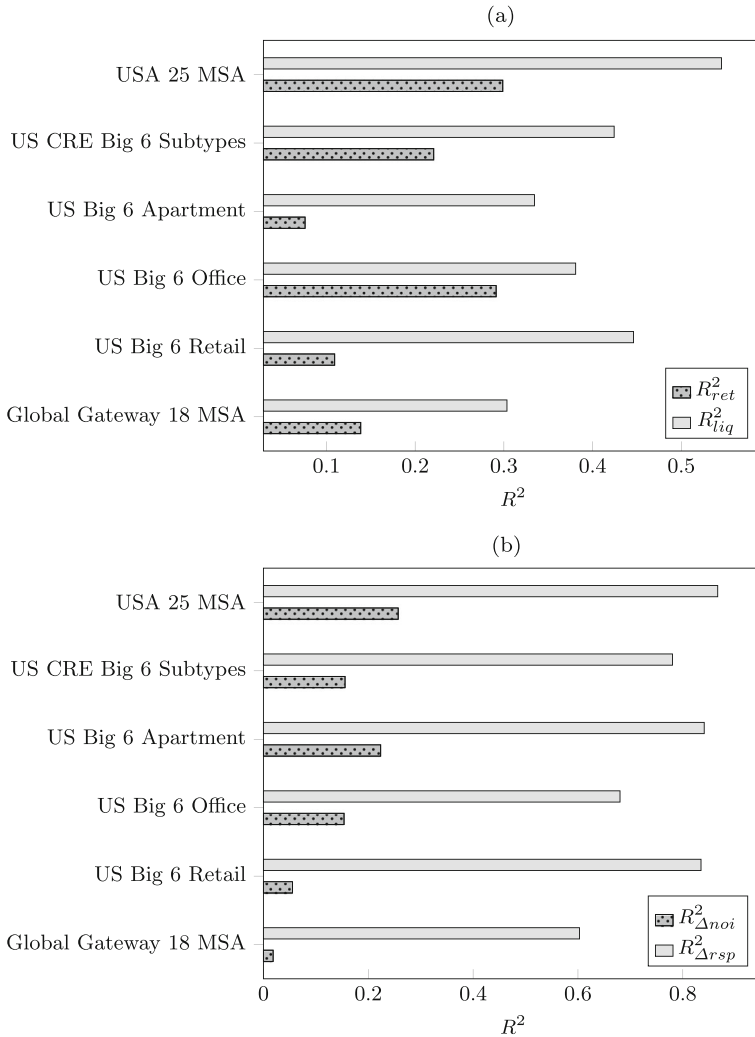 (a)
USA 25 MSA
US CRE Big 6 Subtypes
US Big 6 Apartment
US Big 6 Office
US Big 6 Retail
Global Gateway 18 MSA
R²ret
R²liq
0.1 0.2 0.3 0.4 0.5
R²
(b)
USA 25 MSA
US CRE Big 6 Subtypes
US Big 6 Apartment
US Big 6 Office
US Big 6 Retail
Global Gateway 18 MSA
R²Δnoi
R²Δrsp
0 0.2 0.4 0.6 0.8
R²